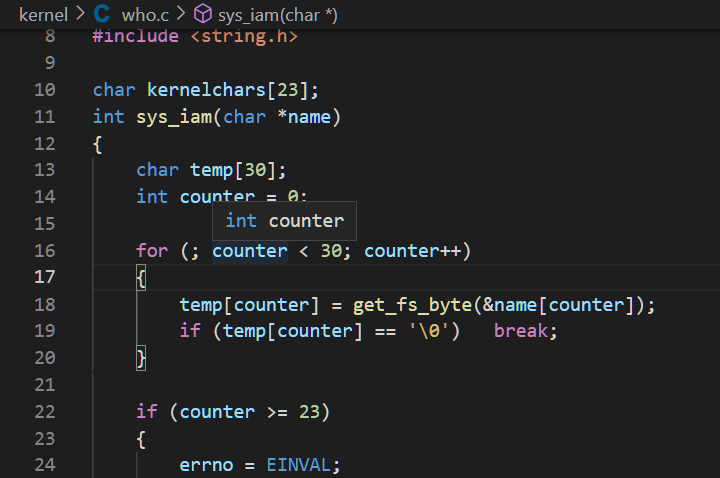 kernel > C who.c > sys_iam(char *)
8 #include <string.h>
9
10 char kernelchars[23];
11 int sys_iam(char *name)
12 {
13 char temp[30];
14 int counter = 0;
15
int counter
16 for (; counter < 30; counter++)
17 {
18 temp[counter] = get_fs_byte(&name[counter]);
19 if (temp[counter] == '\0') break;
20 }
21
22 if (counter >= 23)
23 {
24 errno = EINVAL;